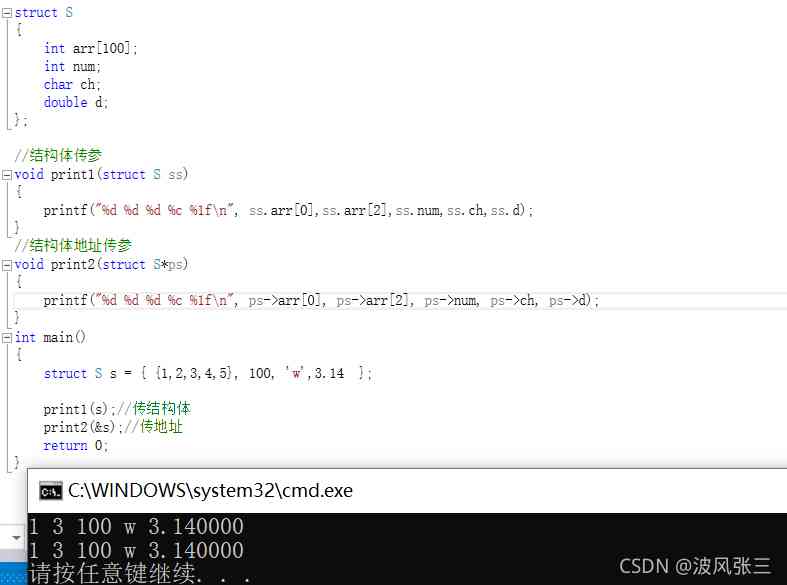 struct S
{
    int arr[100];
    int num;
    char ch;
    double d;
};
//结构体传参
void print1(struct S ss)
{
    printf("%d %d %d %c %lf\n", ss.arr[0],ss.arr[2],ss.num,ss.ch,ss.d);
}
//结构体地址传参
void print2(struct S*ps)
{
    printf("%d %d %d %c %lf\n", ps->arr[0], ps->arr[2], ps->num, ps->ch, ps->d);
}
int main()
{
    struct S s = { {1,2,3,4,5}, 100, 'w',3.14  };
    print1(s);//传结构体
    print2(&s);//传地址
    return 0;
}
C:\WINDOWS\system32\cmd.exe
1 3 100 w 3.140000
1 3 100 w 3.140000
请按任意键继续. . .
CSDN @波风张三